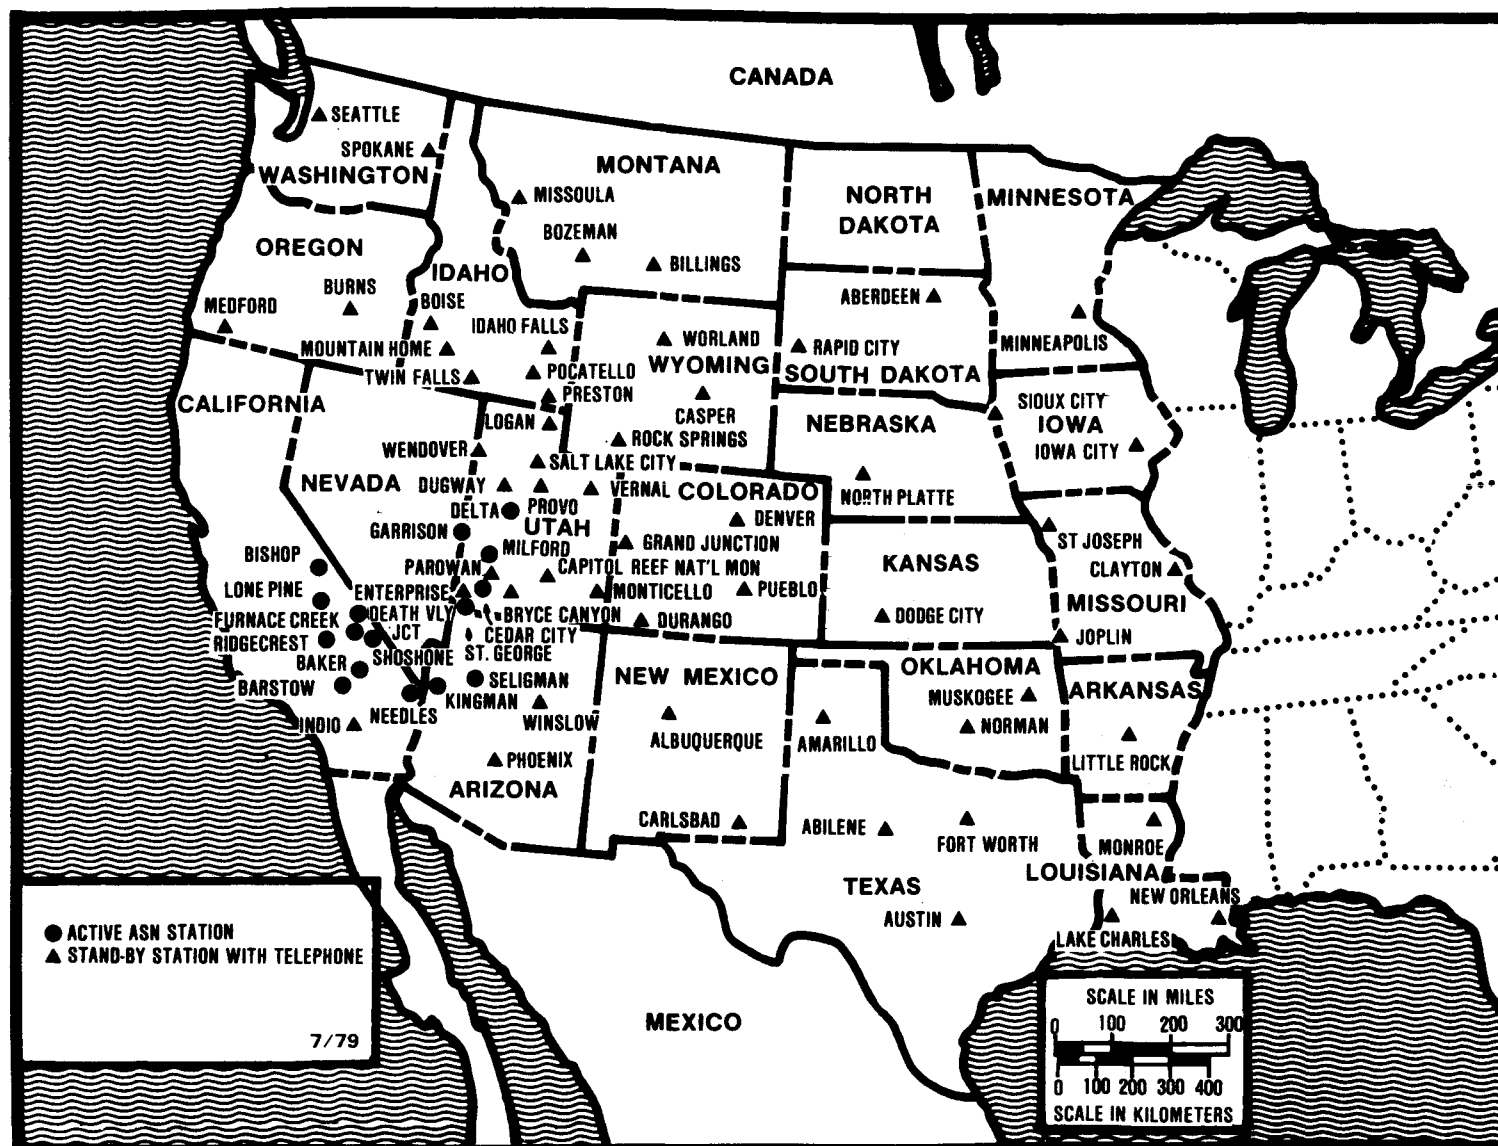 CANADA
SEATTLE
SPOKANE
WASHINGTON
MONTANA
MISSOULA
NORTH
DAKOTA
MINNESOTA
OREGON
BOZEMAN
BILLINGS
IDAHO
BURNS
MEDFORD
BOISE
IDAHO FALLS
ABERDEEN
WORLAND
RAPID CITY
MINNEAPOLIS
MOUNTAIN HOME
WYOMING
SOUTH DAKOTA
TWIN FALLS
POCATELLO
PRESTON
CALIFORNIA
CASPER
SIOUX CITY
LOGAN
NEBRASKA
IOWA
ROCK SPRINGS
WENDOVER
IOWA CITY
SALT LAKE CITY
NEVADA
DUGWAY
VERNAL
COLORADO
NORTH PLATTE
DELTA
PROVO
UTAH
DENVER
GARRISON
GRAND JUNCTION
ST JOSEPH
BISHOP
MILFORD
PAROWAN
CAPITOL REEF NAT'L MON
KANSAS
CLAYTON
LONE PINE
ENTERPRISE
MONTICELLO
PUEBLO
MISSOURI
FURNACE CREEK
DEATH VLY
JCT
BRYCE CANYON
DURANGO
DODGE CITY
RIDGECREST
CEDAR CITY
JOPLIN
BAKER
SHOSHONE
ST. GEORGE
BARSTOW
SELIGMAN
NEW MEXICO
OKLAHOMA
KINGMAN
MUSKOGEE
ARKANSAS
INDIO
NEEDLES
WINSLOW
ALBUQUERQUE
AMARILLO
NORMAN
PHOENIX
LITTLE ROCK
ARIZONA
CARLSBAD
ABILENE
FORT WORTH
MONROE
LOUISIANA
TEXAS
NEW ORLEANS
AUSTIN
LAKE CHARLES
ACTIVE ASN STATION
STAND-BY STATION WITH TELEPHONE
7/79
MEXICO
SCALE IN MILES
0 100 200 300
0 100 200 300 400
SCALE IN KILOMETERS